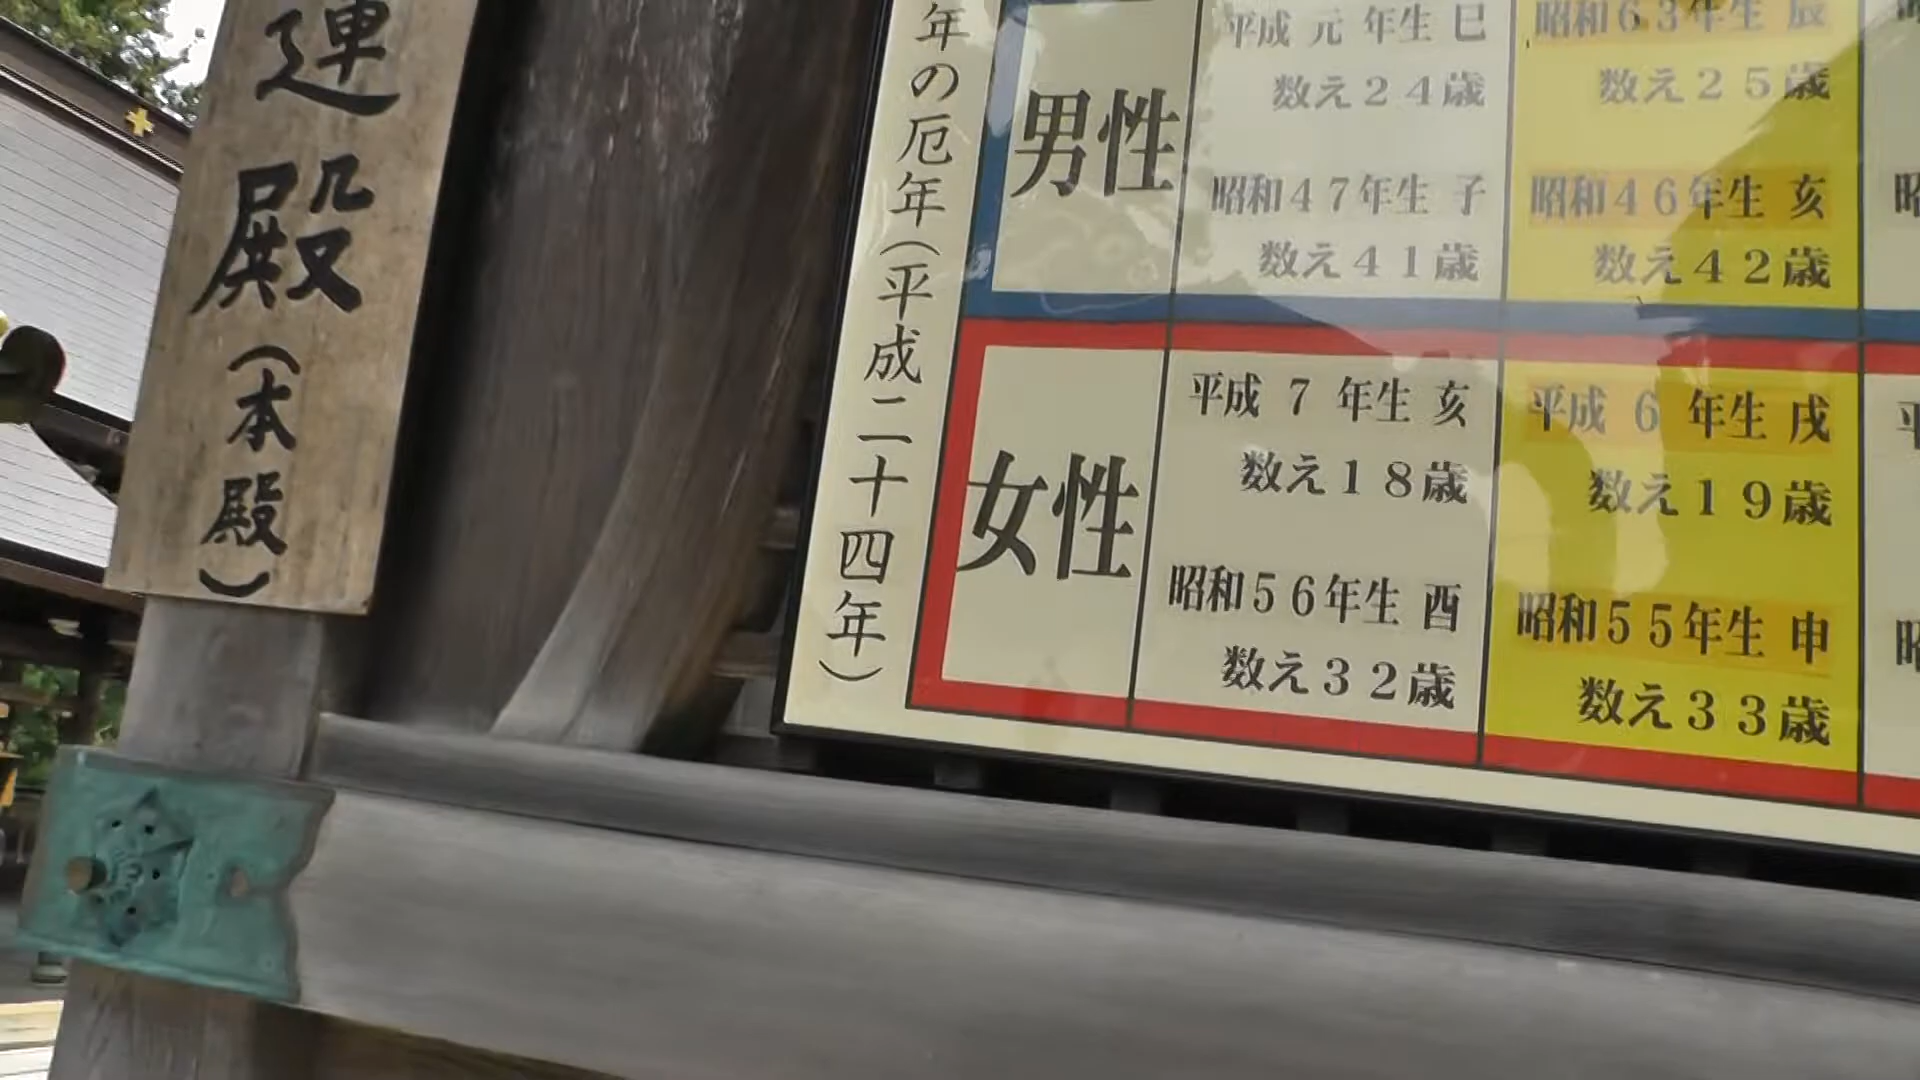 運殿(本殿)
年の厄年(平成二十四年)
男性
平成元年生 巳
数え24歳
昭和47年生 子
数え41歳
昭和63年生 辰
数え25歳
昭和46年生 亥
数え42歳
女性
平成7年生 亥
数え18歳
昭和56年生 酉
数え32歳
平成6年生 戌
数え19歳
昭和55年生 申
数え33歳